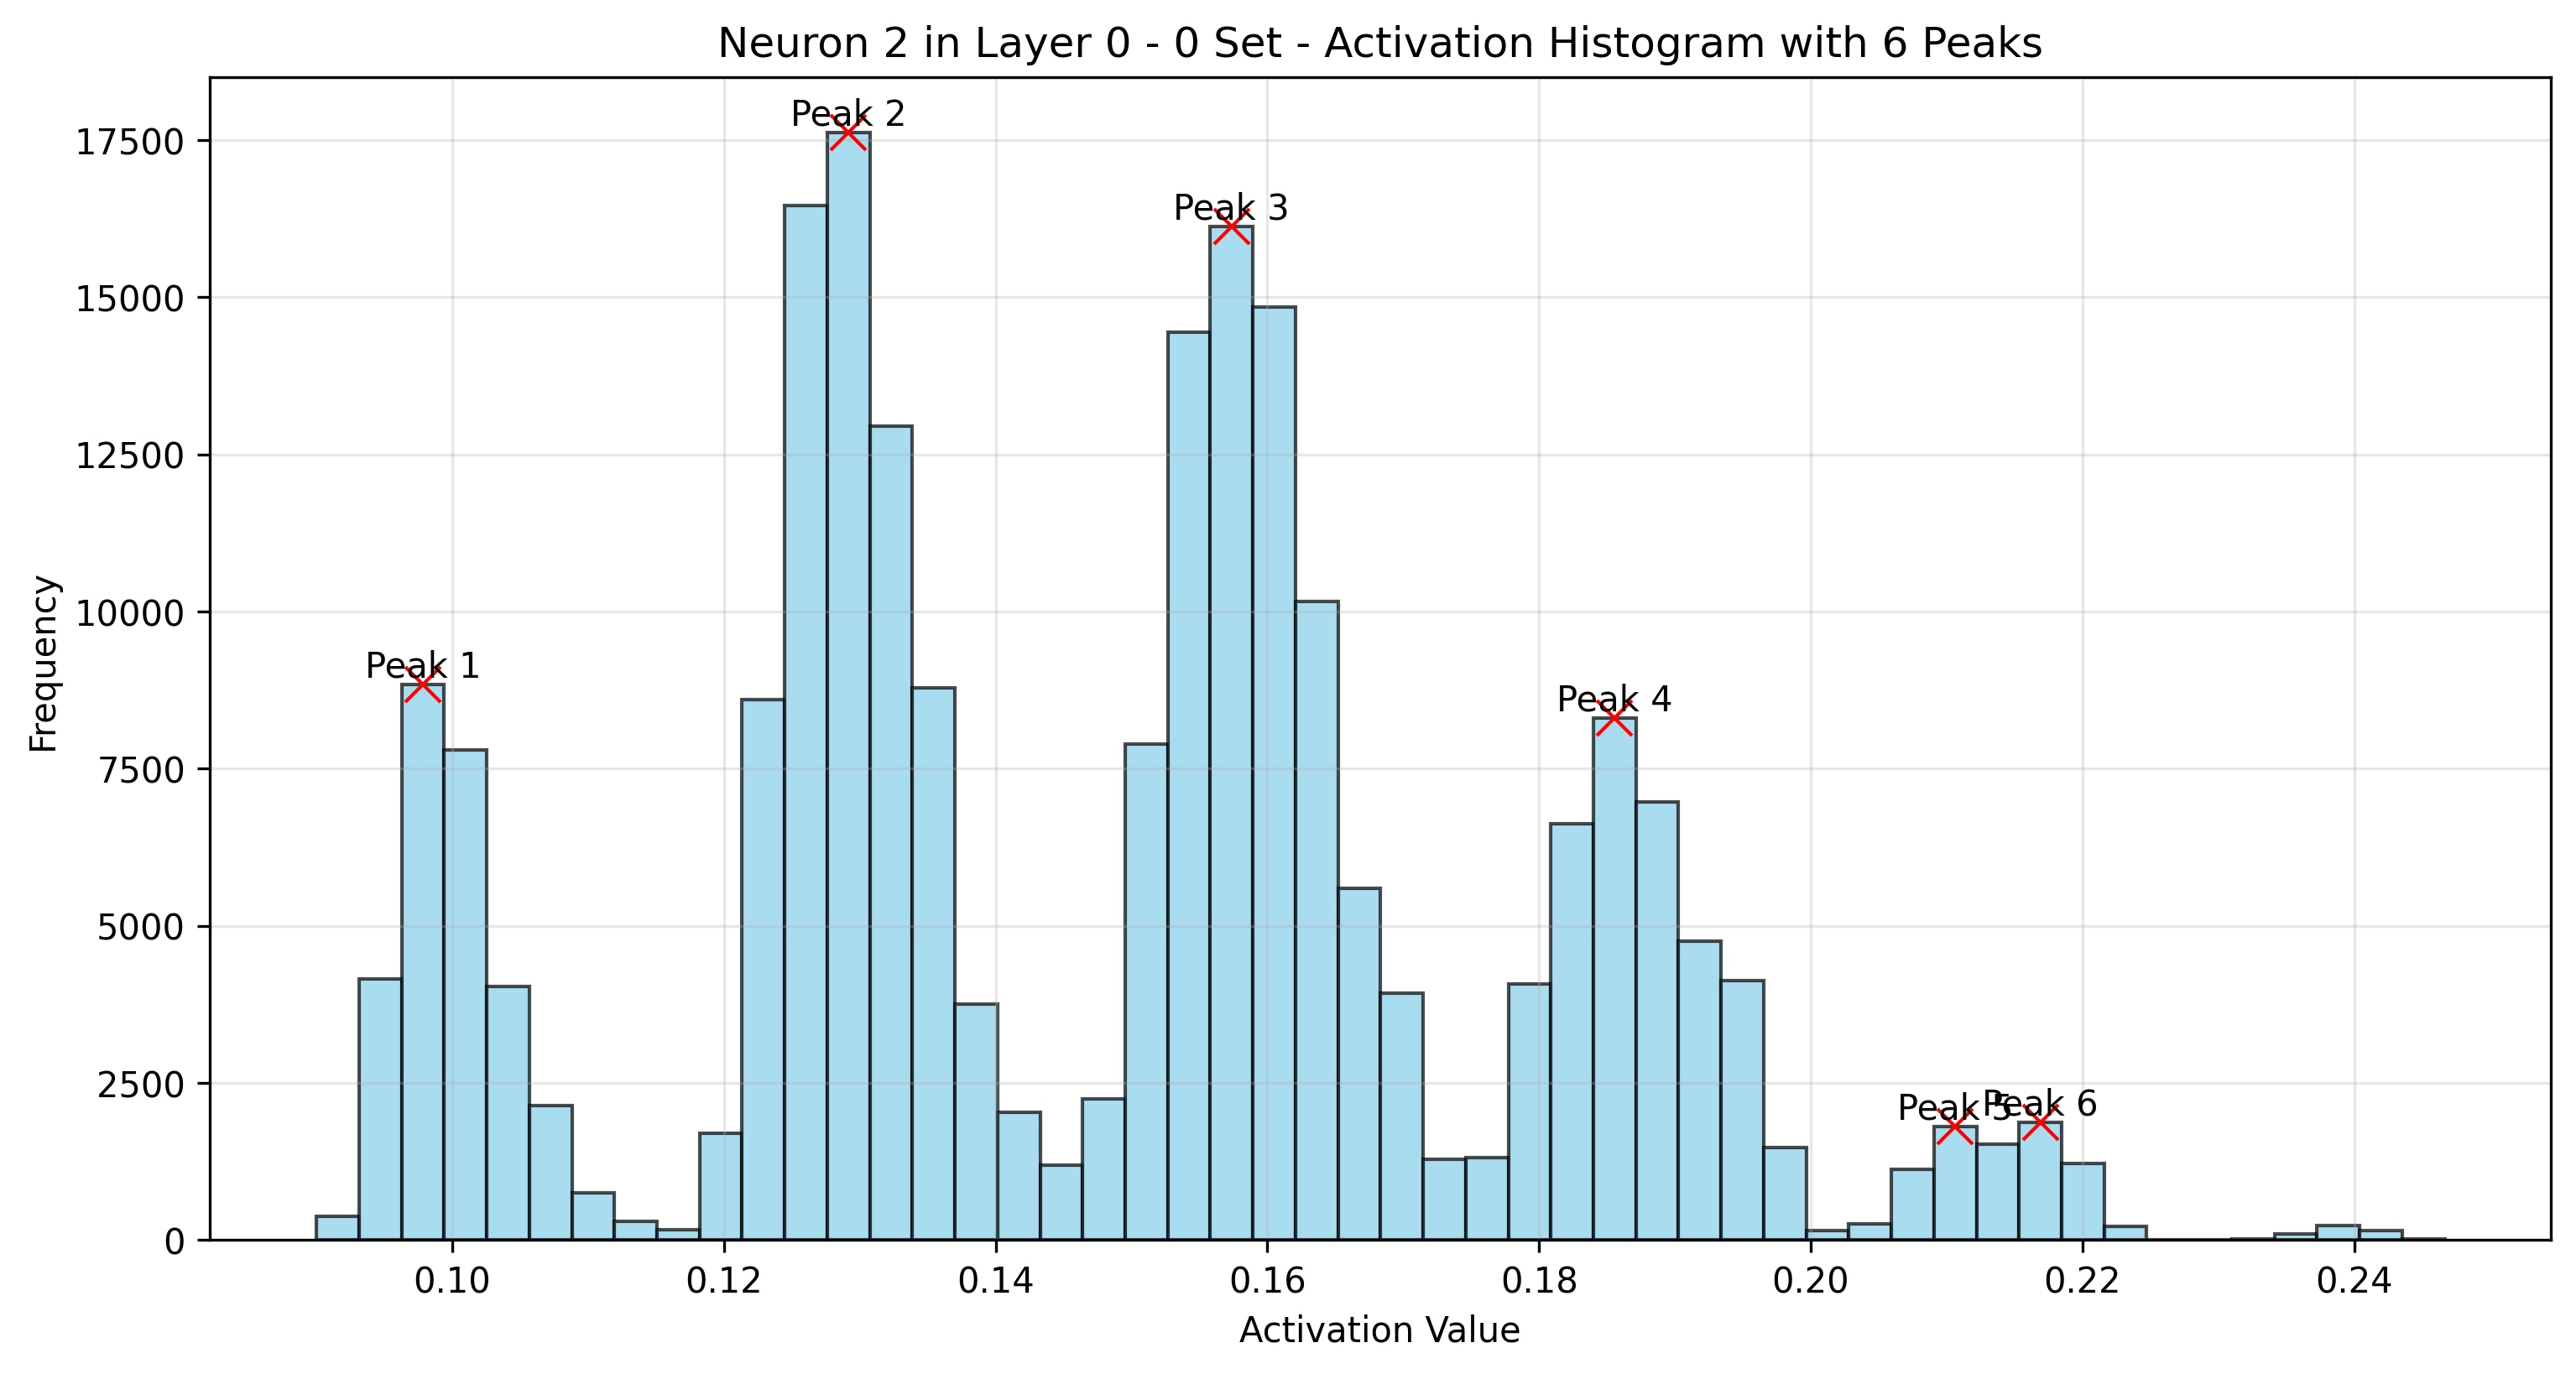 Neuron 2 in Layer 0 - 0 Set - Activation Histogram with 6 Peaks
Frequency
17500
15000
12500
10000
7500
5000
2500
0
Peak 1
Peak 2
Peak 3
Peak 4
Peak 5
Peak 6
0.10
0.12
0.14
0.16
0.18
0.20
0.22
0.24
Activation Value